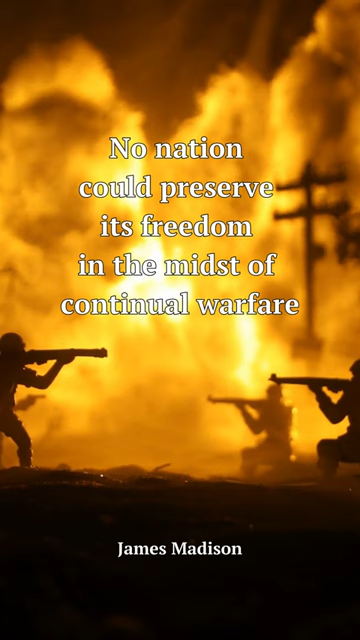 No nation
could preserve
its freedom
in the midst of
continual warfare
James Madison